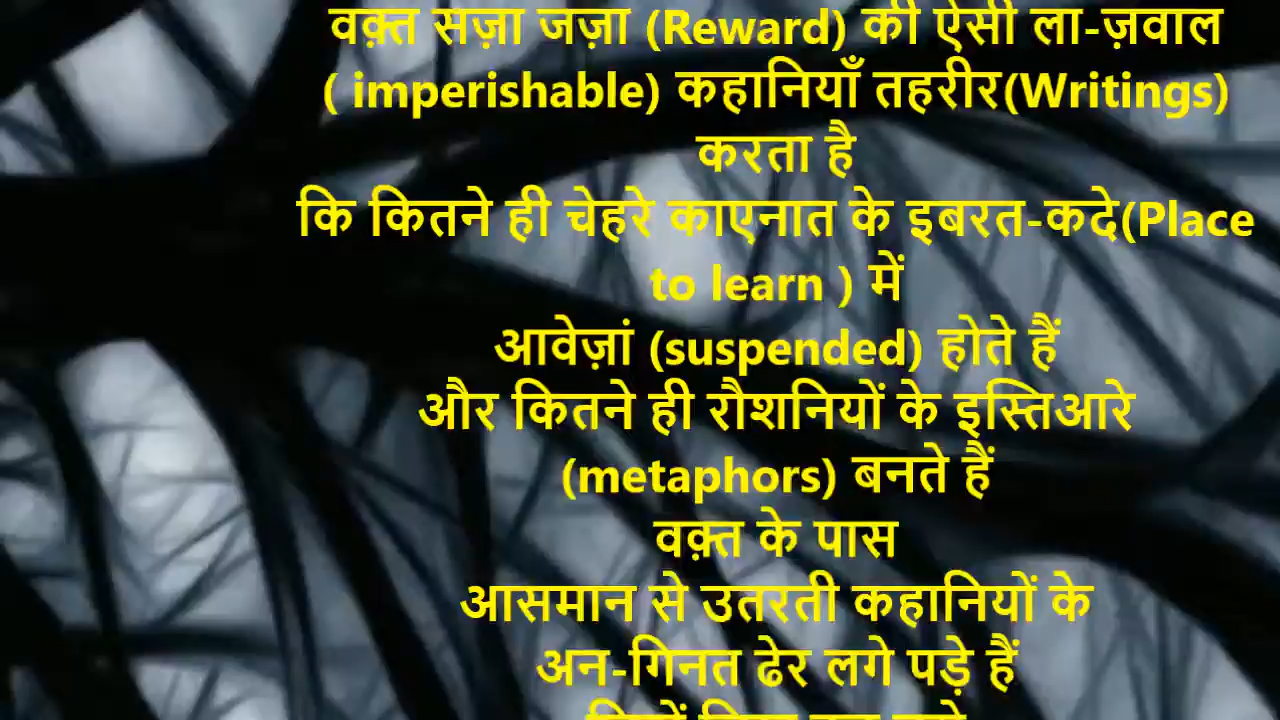 वक़्त सज़ा जज़ा (Reward) की ऐसी ला-ज़वाल
( imperishable) कहानियाँ तहरीर(Writings)
करता है
कि कितने ही चेहरे काएनात के इबरत-कदे(Place
to learn ) में
आवेज़ां (suspended) होते हैं
और कितने ही रौशनियों के इस्तिआरे
(metaphors) बनते हैं
वक़्त के पास
आसमान से उतरती कहानियों के
अन-गिनत ढेर लगे पड़े हैं